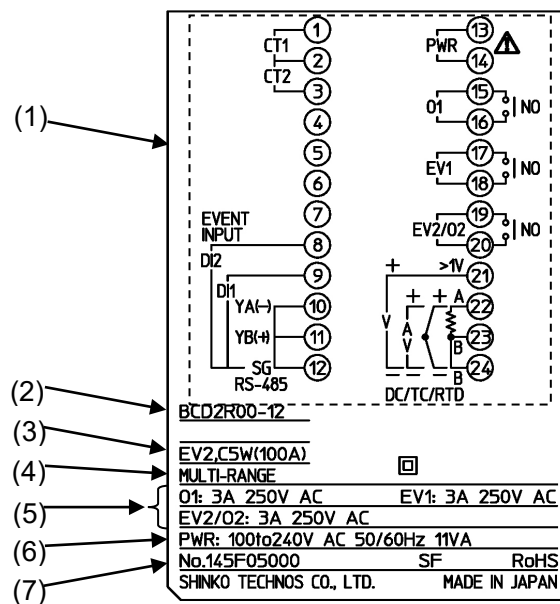 (1)
CT1
CT2
1
2
3
4
5
6
7
8
9
10
11
12
EVENT
INPUT
DI2
DI1
YA(-)
YB(+)
SG
RS-485
PWR
13
14
O1
15
16
NO
EV1
17
18
NO
EV2/O2
19
20
NO
+ >1V 21
+ + A 22
V A V
B 23
B 24
DC/TC/RTD
(2) BCD2R00-12
(3) EV2,C5W(100A)
(4) MULTI-RANGE
(5) O1: 3A 250V AC EV1: 3A 250V AC
EV2/O2: 3A 250V AC
(6) PWR: 100to240V AC 50/60Hz 11VA
(7) No.145F05000 SF RoHS
SHINKO TECHNOS CO., LTD. MADE IN JAPAN